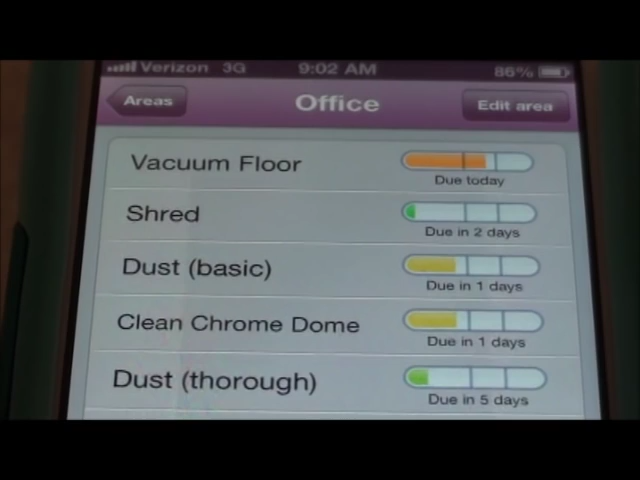 Verizon 3G 9:02 AM 86%
Areas Office Edit area
Vacuum Floor
Due today
Shred
Due in 2 days
Dust (basic)
Due in 1 days
Clean Chrome Dome
Due in 1 days
Dust (thorough)
Due in 5 days